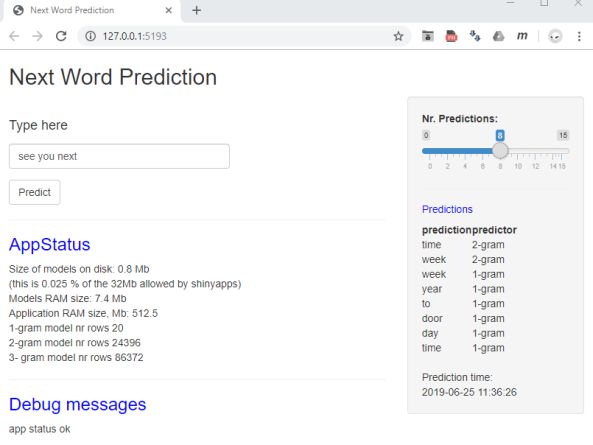 Next Word Prediction
127.0.0.1:5193
Next Word Prediction
Type here
see you next
Predict
AppStatus
Size of models on disk: 0.8 Mb
(this is 0.025 % of the 32Mb allowed by shinyapps)
Models RAM size: 7.4 Mb
Application RAM size, Mb: 512.5
1-gram model nr rows 20
2-gram model nr rows 24396
3- gram model nr rows 86372
Debug messages
app status ok
Nr. Predictions:
0 8 15
0 2 4 6 8 10 12 14 15
Predictions
predictionpredictor
time 2-gram
week 2-gram
week 1-gram
year 1-gram
to 1-gram
door 1-gram
day 1-gram
time 1-gram
Prediction time:
2019-06-25 11:36:26